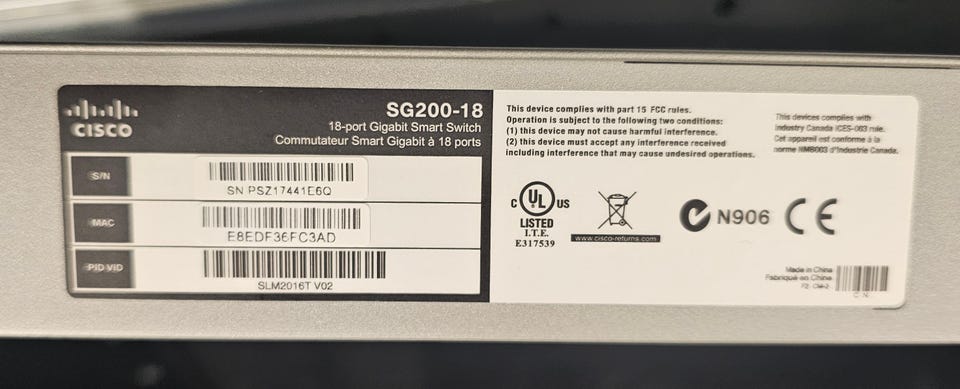 CISCO
SG200-18
18-port Gigabit Smart Switch
Commutateur Smart Gigabit à 18 ports
S/N
SN PSZ17441E6Q
MAC
E8EDF36FC3AD
PID VID
SLM2016T V02
This device complies with part 15 FCC rules.
Operation is subject to the following two conditions:
(1) this device may not cause harmful interference.
(2) this device must accept any interference received
including interference that may cause undesired operations.
This devices complies with
Industry Canada ICES-003 rule.
Cet appareil est conforme à la
norme NMB003 d'Industrie Canada.
C UL US
LISTED
I.T.E.
E317539
www.cisco-returns.com
N906
CE
Made in China
Fabriqué en Chine